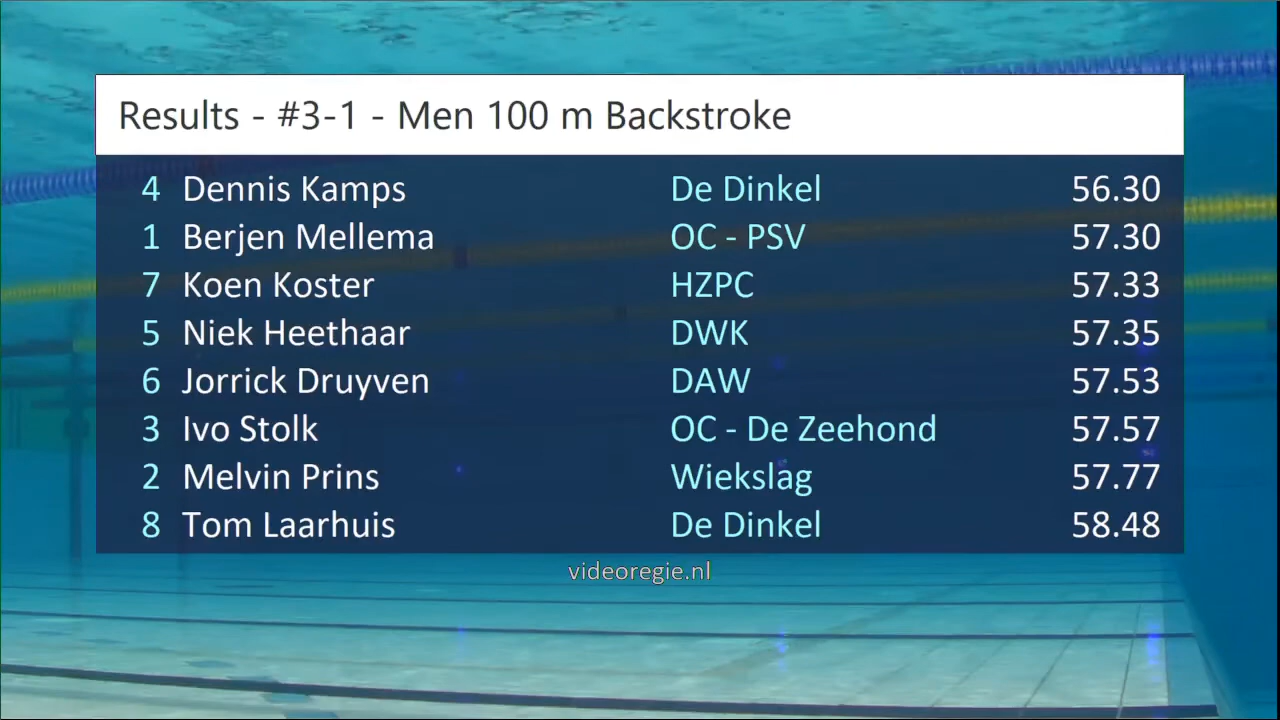 Results - #3-1 - Men 100 m Backstroke
4 Dennis Kamps De Dinkel 56.30
1 Berjen Mellema OC - PSV 57.30
7 Koen Koster HZPC 57.33
5 Niek Heethaar DWK 57.35
6 Jorrick Druyven DAW 57.53
3 Ivo Stolk OC - De Zeehond 57.57
2 Melvin Prins Wiekslag 57.77
8 Tom Laarhuis De Dinkel 58.48
videoregie.nl